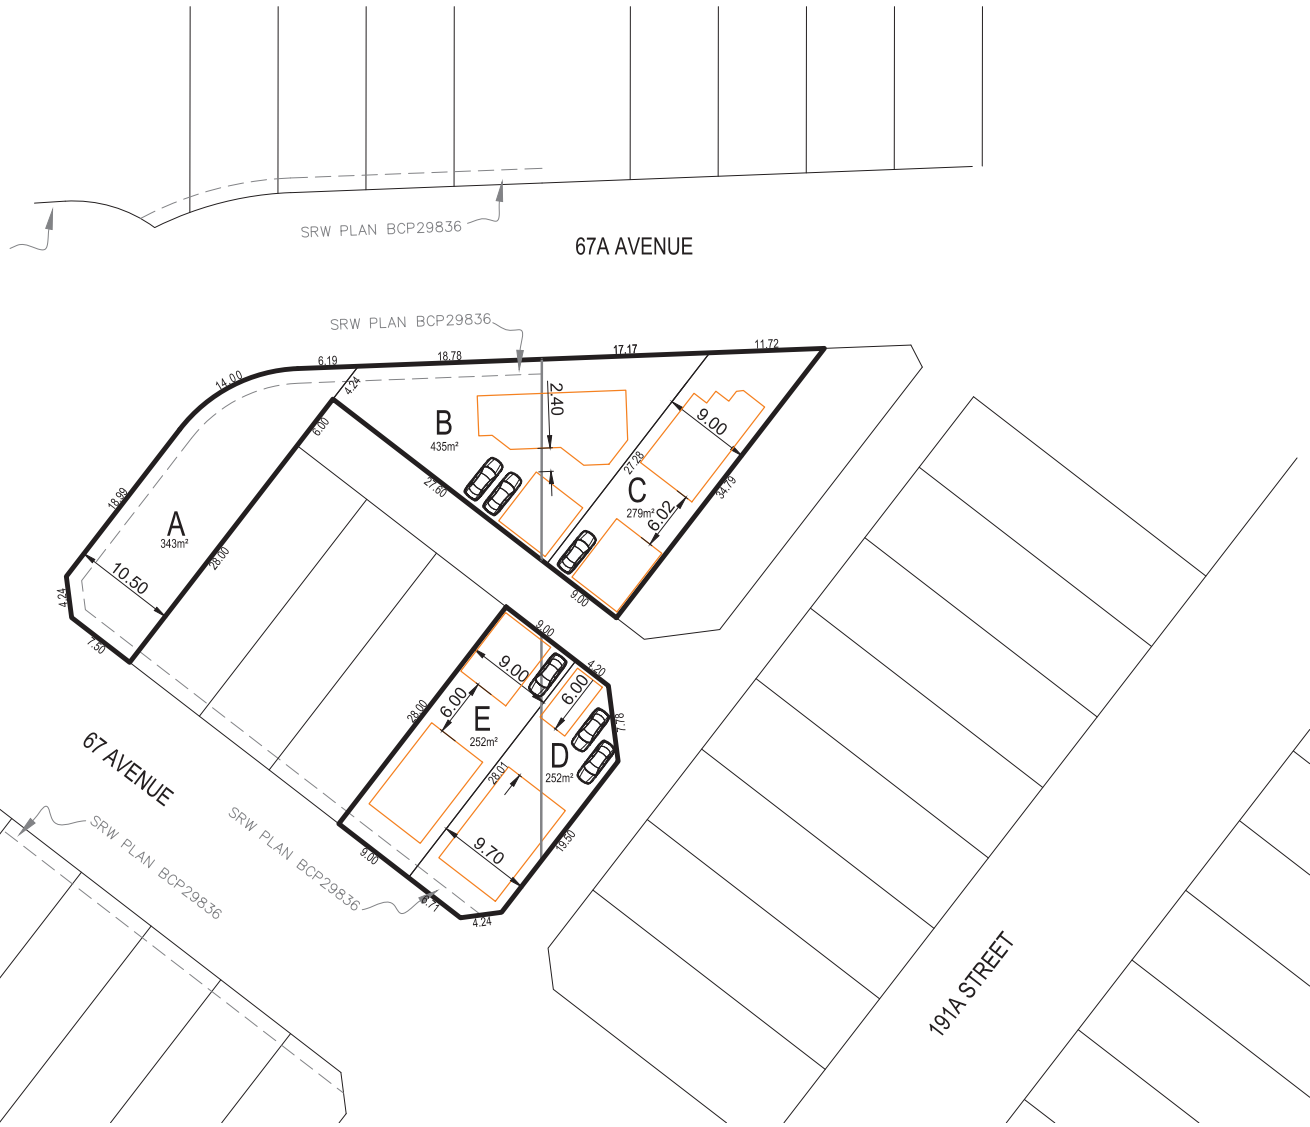 SRW PLAN BCP29836
67A AVENUE
SRW PLAN BCP29836
6.19
18.78
17.17
11.72
14.00
4.24
2.40
B
435m²
9.00
6.00
27.28
27.60
C
279m²
34.79
6.02
18.99
A
343m²
28.00
10.50
4.24
7.50
9.00
9.00
4.20
9.00
6.00
6.00
28.00
E
252m²
7.78
D
252m²
28.01
67 AVENUE
SRW PLAN BCP29836
SRW PLAN BCP29836
9.00
9.70
19.50
6.71
4.24
191A STREET